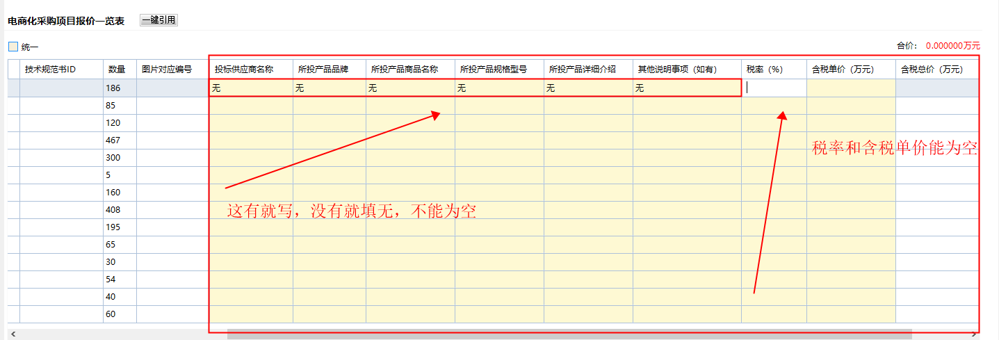 电商化采购项目报价一览表 一键引用
统一 合价： 0.000000万元
技术规范书ID 数量 图片对应编号 投标供应商名称 所投产品品牌 所投产品商品名称 所投产品规格型号 所投产品详细介绍 其他说明事项（如有） 税率（%） 含税单价（万元） 含税总价（万元）
186 无 无 无 无 无 无
85
120
467
税率和含税单价能为空
300
5
160
408
这有就写，没有就填无，不能为空
195
65
30
54
40
60